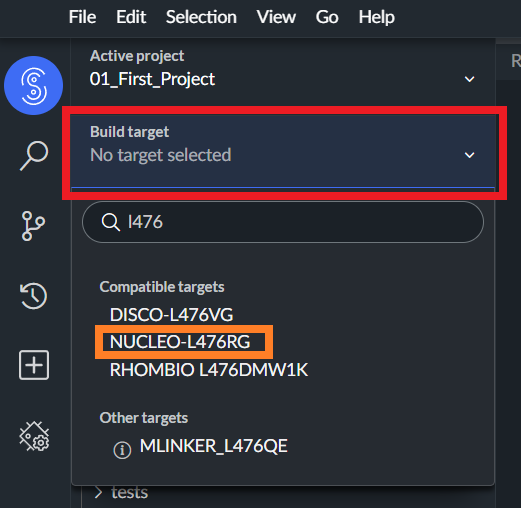 File Edit Selection View Go Help
Active project
01_First_Project
R
Build target
No target selected
l476
Compatible targets
DISCO-L476VG
NUCLEO-L476RG
RHOMBIO L476DMW1K
Other targets
MLINKER_L476QE
tests